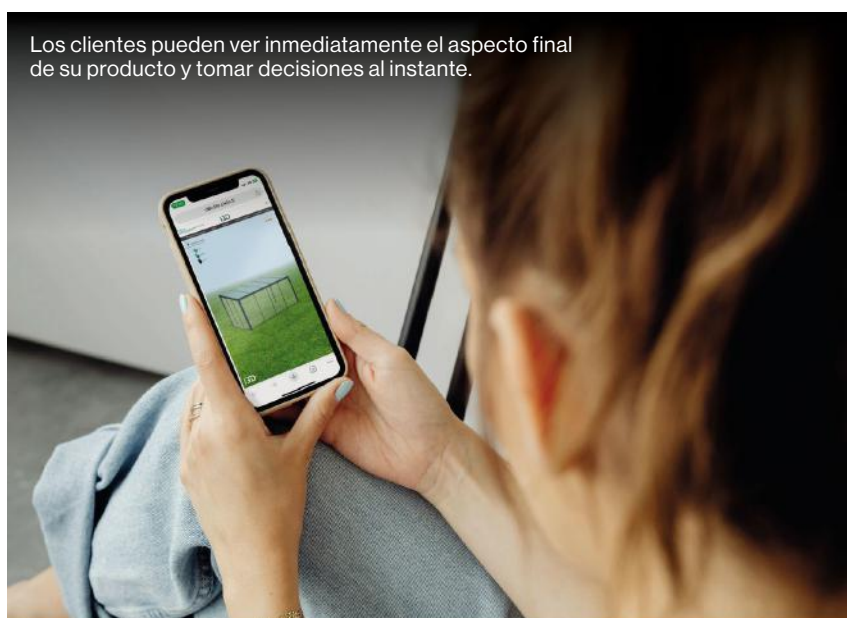 Los clientes pueden ver inmediatamente el aspecto final
de su producto y tomar decisiones al instante.